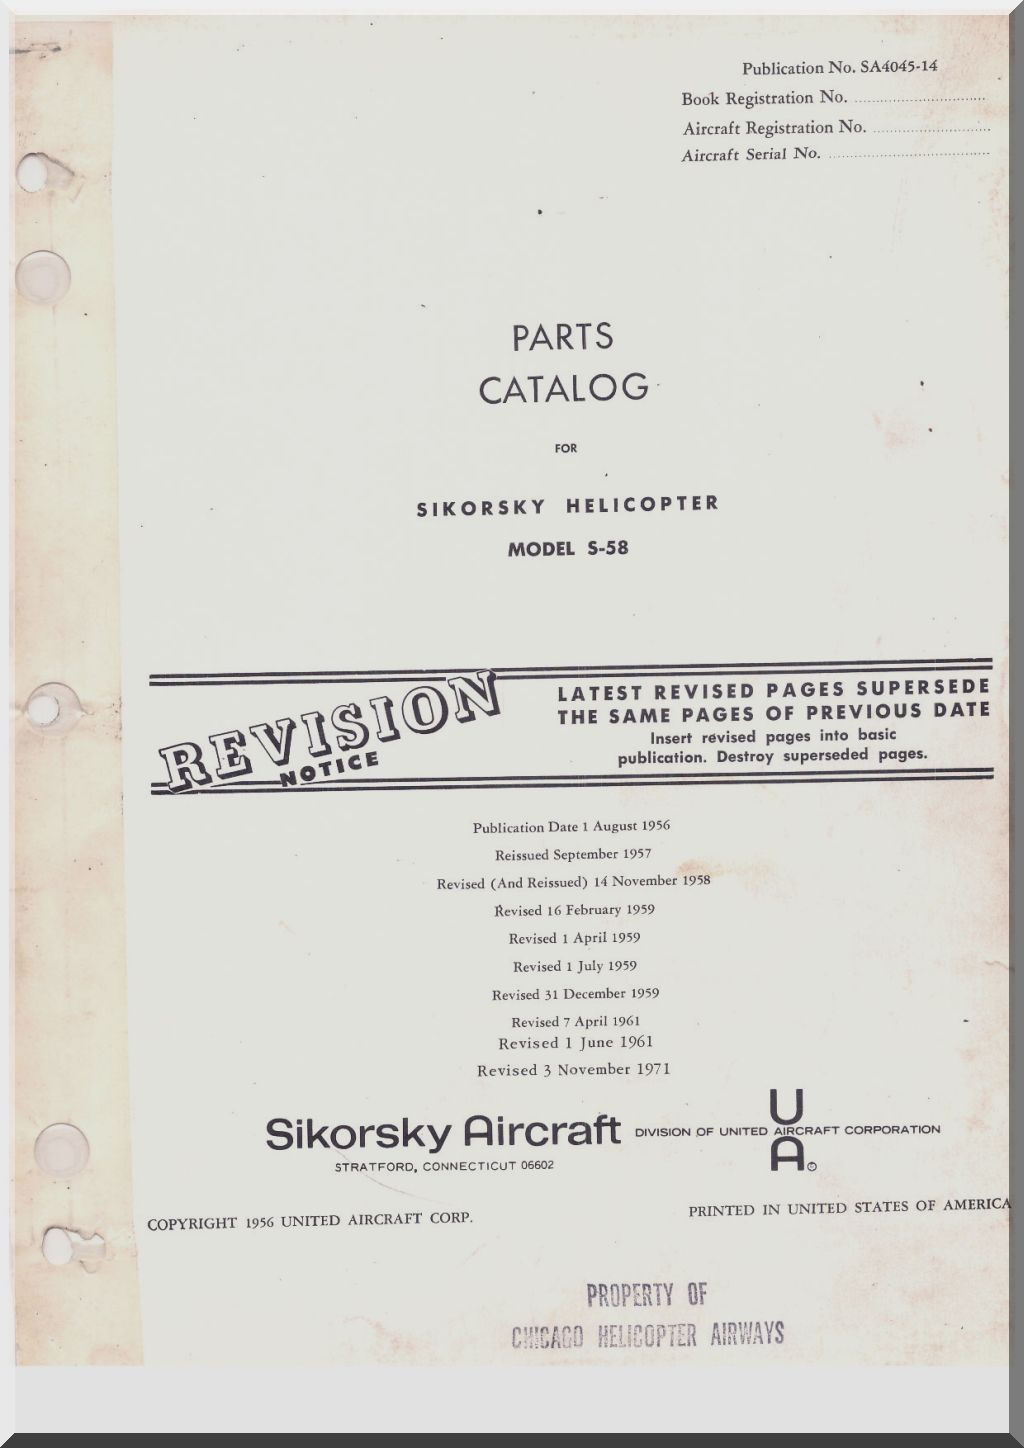 Publication No. SA4045-14
Book Registration No.
Aircraft Registration No.
Aircraft Serial No.
PARTS
CATALOG
FOR
SIKORSKY HELICOPTER
MODEL S-58
REVISION
NOTICE
LATEST REVISED PAGES SUPERSEDE
THE SAME PAGES OF PREVIOUS DATE
Insert revised pages into basic
publication. Destroy superseded pages.
Publication Date 1 August 1956
Reissued September 1957
Revised (And Reissued) 14 November 1958
Revised 16 February 1959
Revised 1 April 1959
Revised 1 July 1959
Revised 31 December 1959
Revised 7 April 1961
Revised 1 June 1961
Revised 3 November 1971
Sikorsky Aircraft
DIVISION OF UNITED AIRCRAFT CORPORATION
U
A®
STRATFORD, CONNECTICUT 06602
COPYRIGHT 1956 UNITED AIRCRAFT CORP.
PRINTED IN UNITED STATES OF AMERICA
PROPERTY OF
CHICAGO HELICOPTER AIRWAYS